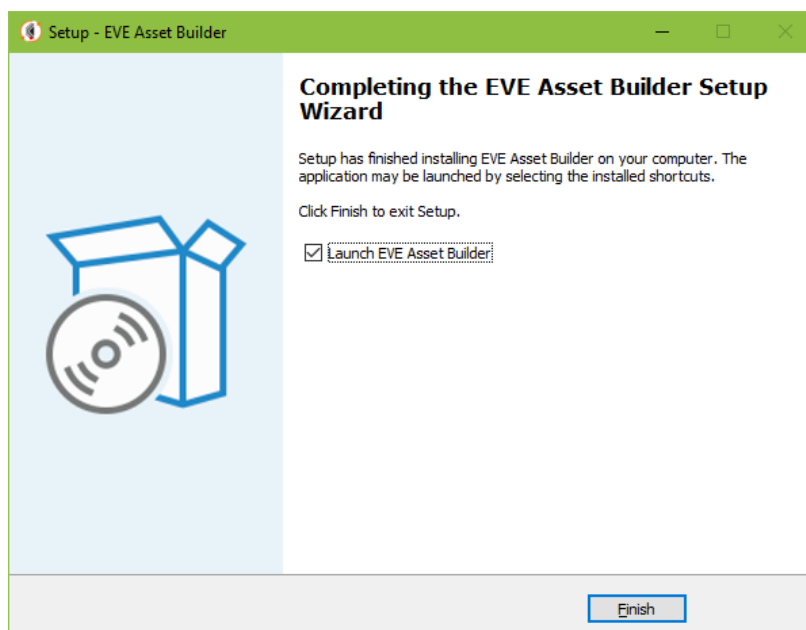 Setup - EVE Asset Builder
Completing the EVE Asset Builder Setup
Wizard
Setup has finished installing EVE Asset Builder on your computer. The
application may be launched by selecting the installed shortcuts.
Click Finish to exit Setup.
Launch EVE Asset Builder
Finish